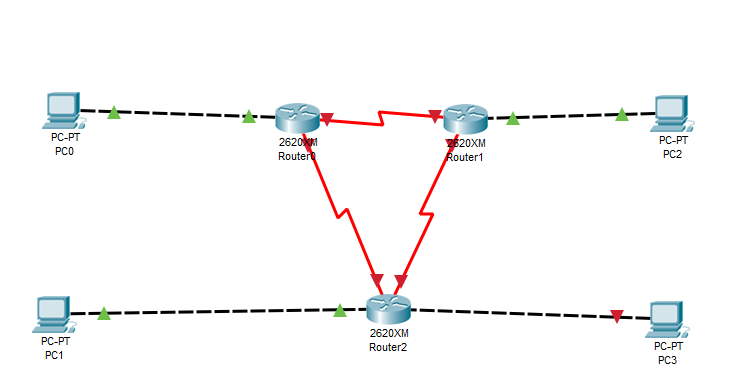 PC-PT
PC0
2620XM
Router0
2620XM
Router1
PC-PT
PC2
PC-PT
PC1
2620XM
Router2
PC-PT
PC3